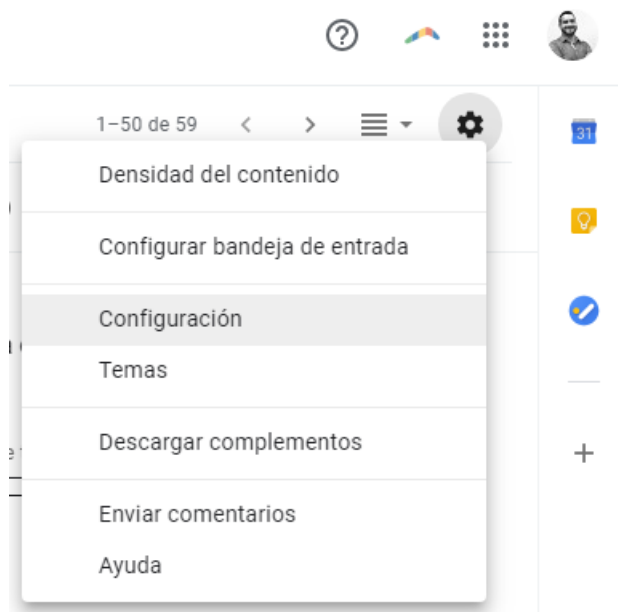 1–50 de 59
31
Densidad del contenido
Configurar bandeja de entrada
Configuración
Temas
Descargar complementos
Enviar comentarios
Ayuda